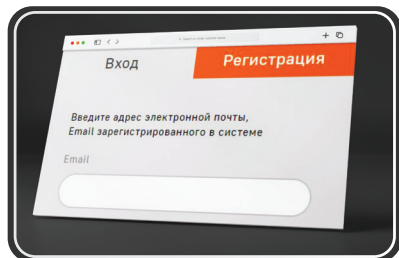 Вход
Регистрация
Введите адрес электронной почты,
Email зарегистрированного в системе
Email